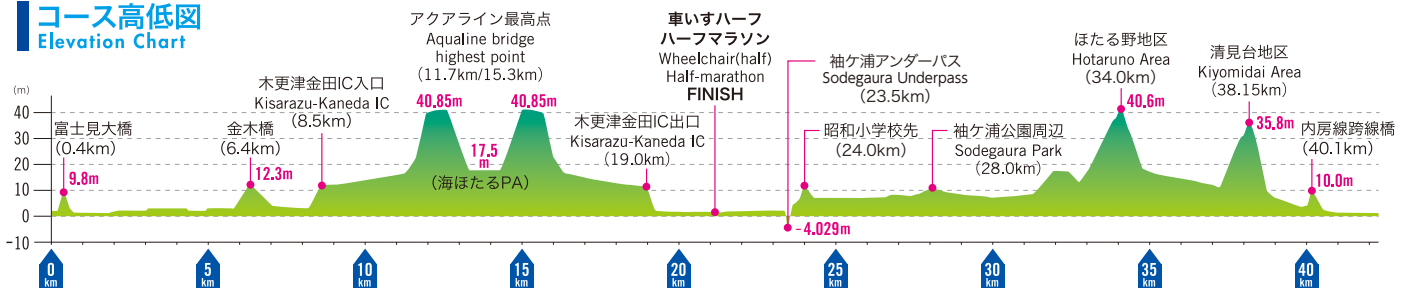 コース高低図
Elevation Chart
(m)
40
30
20
10
0
-10
富士見大橋
(0.4km)
9.8m
金木橋
(6.4km)
12.3m
木更津金田IC入口
Kisarazu-Kaneda IC
(8.5km)
アクアライン最高点
Aqualine bridge
highest point
(11.7km/15.3km)
40.85m
40.85m
17.5
m
(海ほたるPA)
木更津金田IC出口
Kisarazu-Kaneda IC
(19.0km)
車いすハーフ
ハーフマラソン
Wheelchair(half)
Half-marathon
FINISH
袖ケ浦アンダーパス
Sodegaura Underpass
(23.5km)
-4.029m
昭和小学校先
(24.0km)
袖ケ浦公園周辺
Sodegaura Park
(28.0km)
ほたる野地区
Hotaruno Area
(34.0km)
40.6m
清見台地区
Kiyomidai Area
(38.15km)
35.8m
内房線跨線橋
(40.1km)
10.0m
0
km
5
km
10
km
15
km
20
km
25
km
30
km
35
km
40
km